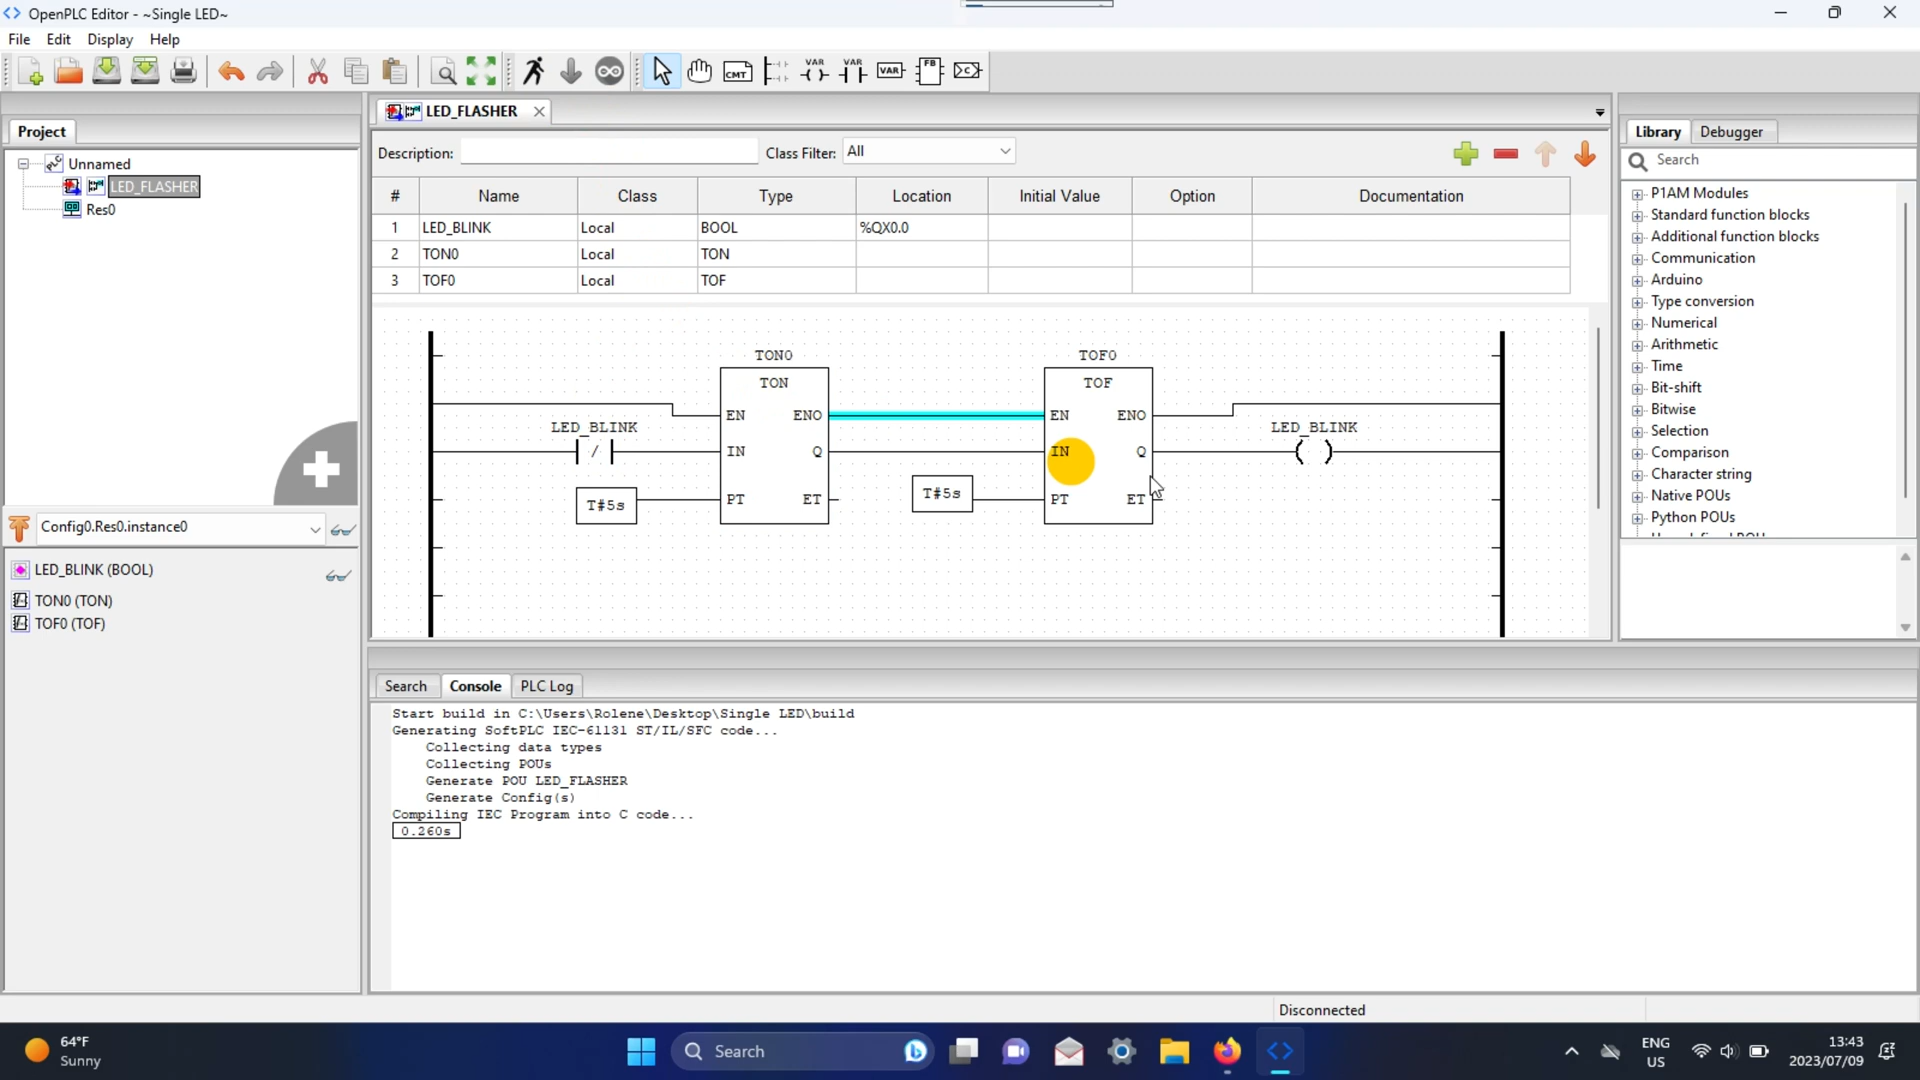 OpenPLC Editor - ~Single LED~
File Edit Display Help
CMT VAR VAR VAR FB C
Project
Unnamed
LED_FLASHER
Res0
Config0.Res0.instance0
LED_BLINK (BOOL)
TON0 (TON)
TOF0 (TOF)
LED_FLASHER
Description: Class Filter: All
# Name Class Type Location Initial Value Option Documentation
1 LED_BLINK Local BOOL %QX0.0
2 TON0 Local TON
3 TOF0 Local TOF
TON0 TOF0
TON TOF
EN ENO EN ENO
LED_BLINK LED_BLINK
/ IN Q IN Q
T#5s PT ET T#5s PT ET
Library Debugger
Search
P1AM Modules
Standard function blocks
Additional function blocks
Communication
Arduino
Type conversion
Numerical
Arithmetic
Time
Bit-shift
Bitwise
Selection
Comparison
Character string
Native POUs
Python POUs
Search Console PLC Log
Start build in C:\Users\Rolene\Desktop\Single LED\build
Generating SoftPLC IEC-61131 ST/IL/SFC code...
Collecting data types
Collecting POUs
Generate POU LED_FLASHER
Generate Config(s)
Compiling IEC Program into C code...
0.260s
Disconnected
64°F
Sunny
Search
ENG
US
13:43
2023/07/09